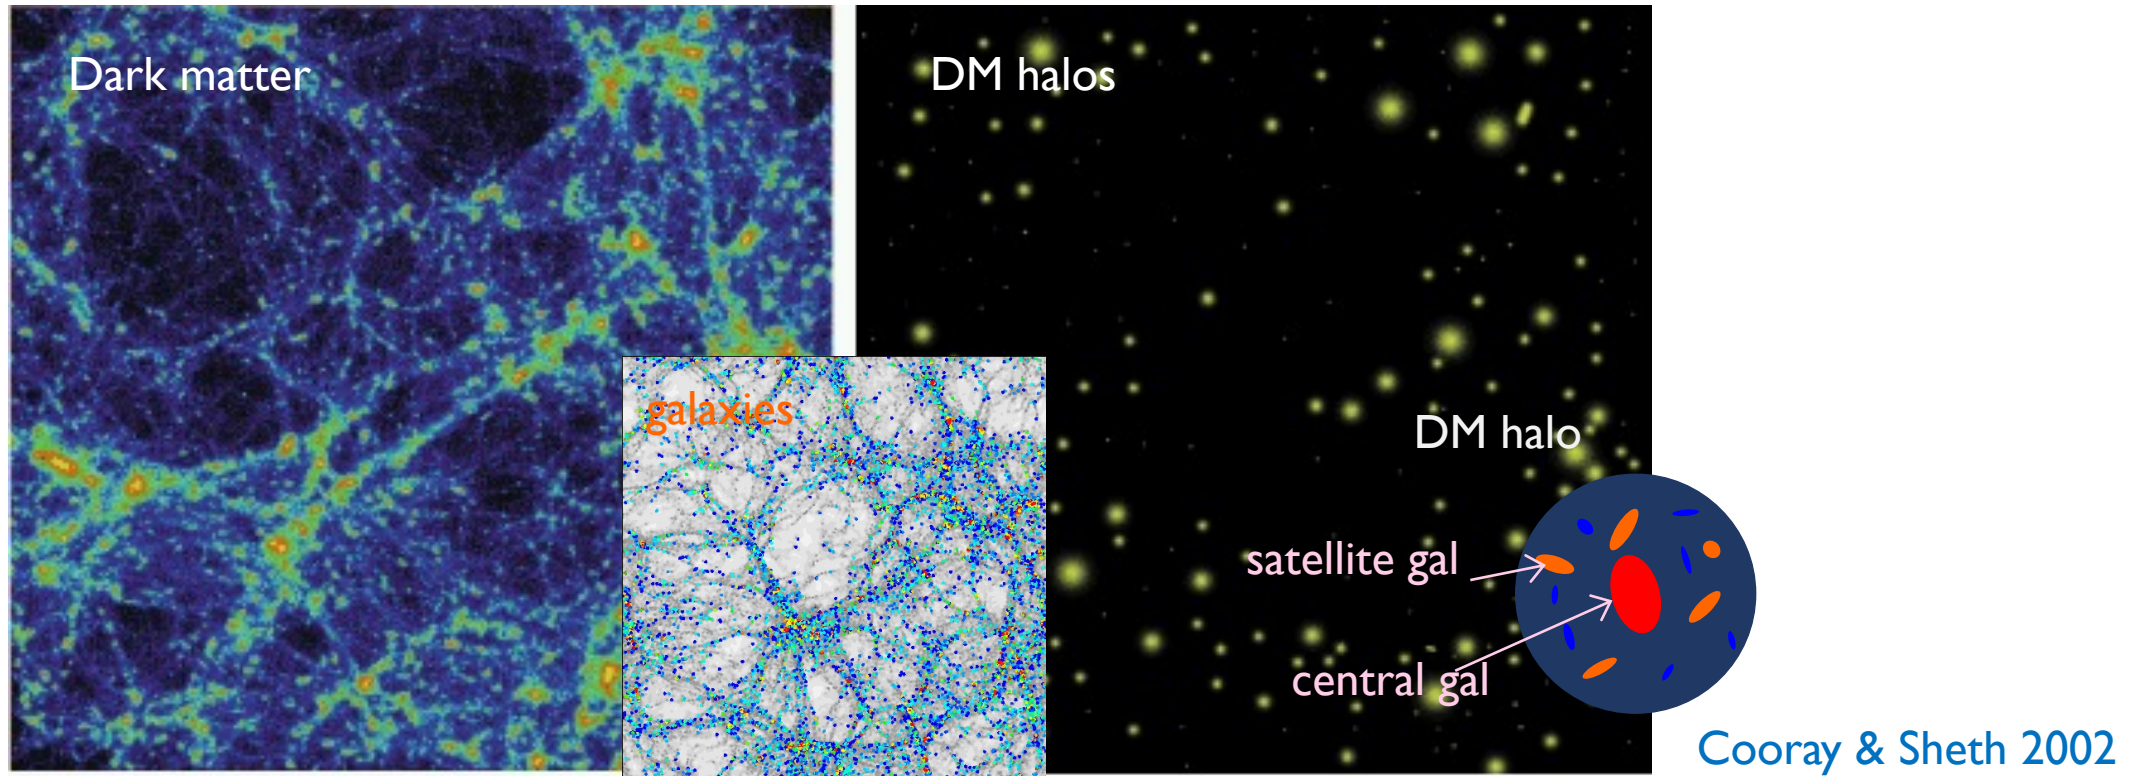 Dark matter
DM halos
galaxies
DM halo
satellite gal
central gal
Cooray & Sheth 2002